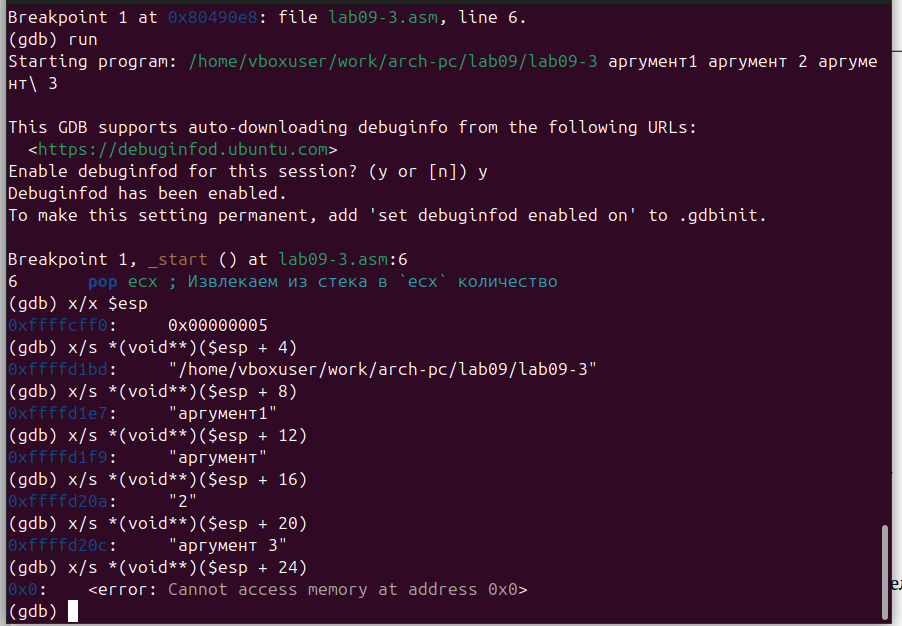 Breakpoint 1 at 0x80490e8: file lab09-3.asm, line 6.
(gdb) run
Starting program: /home/vboxuser/work/arch-pc/lab09/lab09-3 аргумент1 аргумент 2 аргуме
нт\ 3
This GDB supports auto-downloading debuginfo from the following URLs:
<https://debuginfod.ubuntu.com>
Enable debuginfod for this session? (y or [n]) y
Debuginfod has been enabled.
To make this setting permanent, add 'set debuginfod enabled on' to .gdbinit.
Breakpoint 1, _start () at lab09-3.asm:6
6 pop ecx ; Извлекаем из стека в `ecx` количество
(gdb) x/x $esp
0xffffcff0: 0x00000005
(gdb) x/s *(void**)($esp + 4)
0xffffd1bd: "/home/vboxuser/work/arch-pc/lab09/lab09-3"
(gdb) x/s *(void**)($esp + 8)
0xffffd1e7: "аргумент1"
(gdb) x/s *(void**)($esp + 12)
0xffffd1f9: "аргумент"
(gdb) x/s *(void**)($esp + 16)
0xffffd20a: "2"
(gdb) x/s *(void**)($esp + 20)
0xffffd20c: "аргумент 3"
(gdb) x/s *(void**)($esp + 24)
0x0: <error: Cannot access memory at address 0x0>
(gdb)